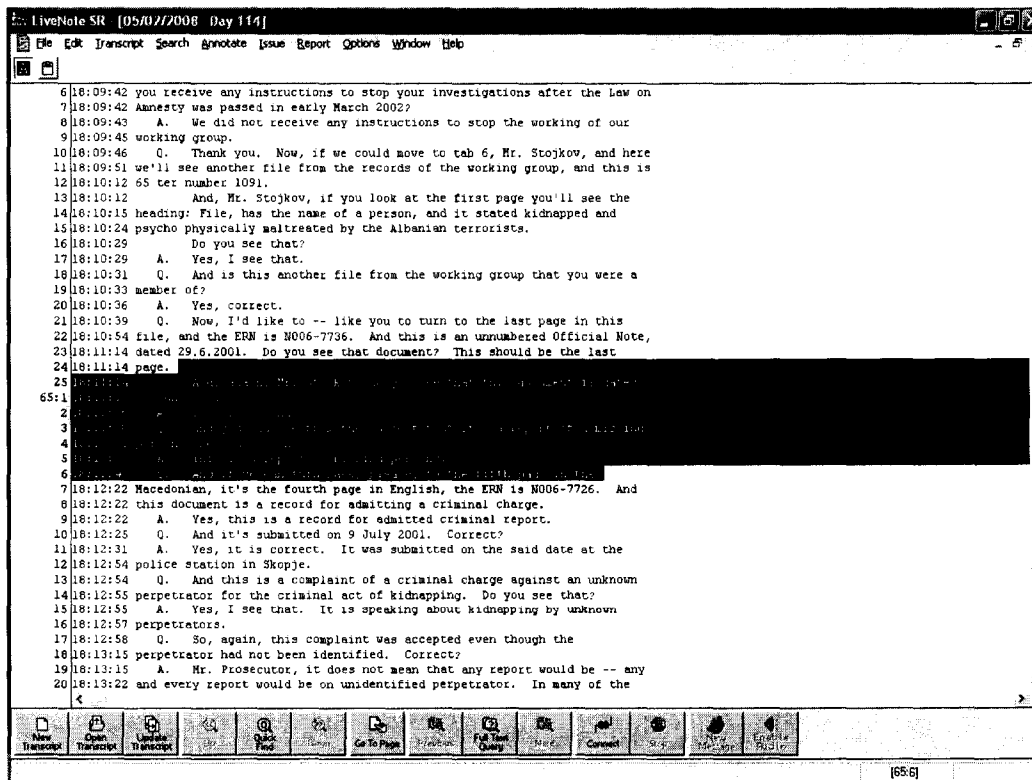 LiveNote SR - [05/02/2008 Day 114]
File Edit Transcript Search Annotate Issue Report Options Window Help
6 18:09:42 you receive any instructions to stop your investigations after the Law on
7 18:09:42 Amnesty was passed in early March 2002?
8 18:09:43 A. We did not receive any instructions to stop the working of our
9 18:09:45 working group.
10 18:09:46 Q. Thank you. Now, if we could move to tab 6, Mr. Stojkov, and here
11 18:09:51 we'll see another file from the records of the working group, and this is
12 18:10:12 65 ter number 1091.
13 18:10:12 And, Mr. Stojkov, if you look at the first page you'll see the
14 18:10:15 heading: File, has the name of a person, and it stated kidnapped and
15 18:10:24 psycho physically maltreated by the Albanian terrorists.
16 18:10:29 Do you see that?
17 18:10:29 A. Yes, I see that.
18 18:10:31 Q. And is this another file from the working group that you were a
19 18:10:33 member of?
20 18:10:36 A. Yes, correct.
21 18:10:39 Q. Now, I'd like to -- like you to turn to the last page in this
22 18:10:54 file, and the ERN is N006-7736. And this is an unnumbered Official Note,
23 18:11:14 dated 29.6.2001. Do you see that document? This should be the last
24 18:11:14 page.
25
65:1
2
3
4
5
6
7 18:12:22 Macedonian, it's the fourth page in English, the ERN is N006-7726. And
8 18:12:22 this document is a record for admitting a criminal charge.
9 18:12:22 A. Yes, this is a record for admitted criminal report.
10 18:12:25 Q. And it's submitted on 9 July 2001. Correct?
11 18:12:31 A. Yes, it is correct. It was submitted on the said date at the
12 18:12:54 police station in Skopje.
13 18:12:54 Q. And this is a complaint of a criminal charge against an unknown
14 18:12:55 perpetrator for the criminal act of kidnapping. Do you see that?
15 18:12:55 A. Yes, I see that. It is speaking about kidnapping by unknown
16 18:12:57 perpetrators.
17 18:12:58 Q. So, again, this complaint was accepted even though the
18 18:13:15 perpetrator had not been identified. Correct?
19 18:13:15 A. Mr. Prosecutor, it does not mean that any report would be -- any
20 18:13:22 and every report would be on unidentified perpetrator. In many of the
New Transcript Open Transcript Update Transcript Quick Find Go To Page Previous Full Text Query Connect Stop New Message Enable
[65:6]